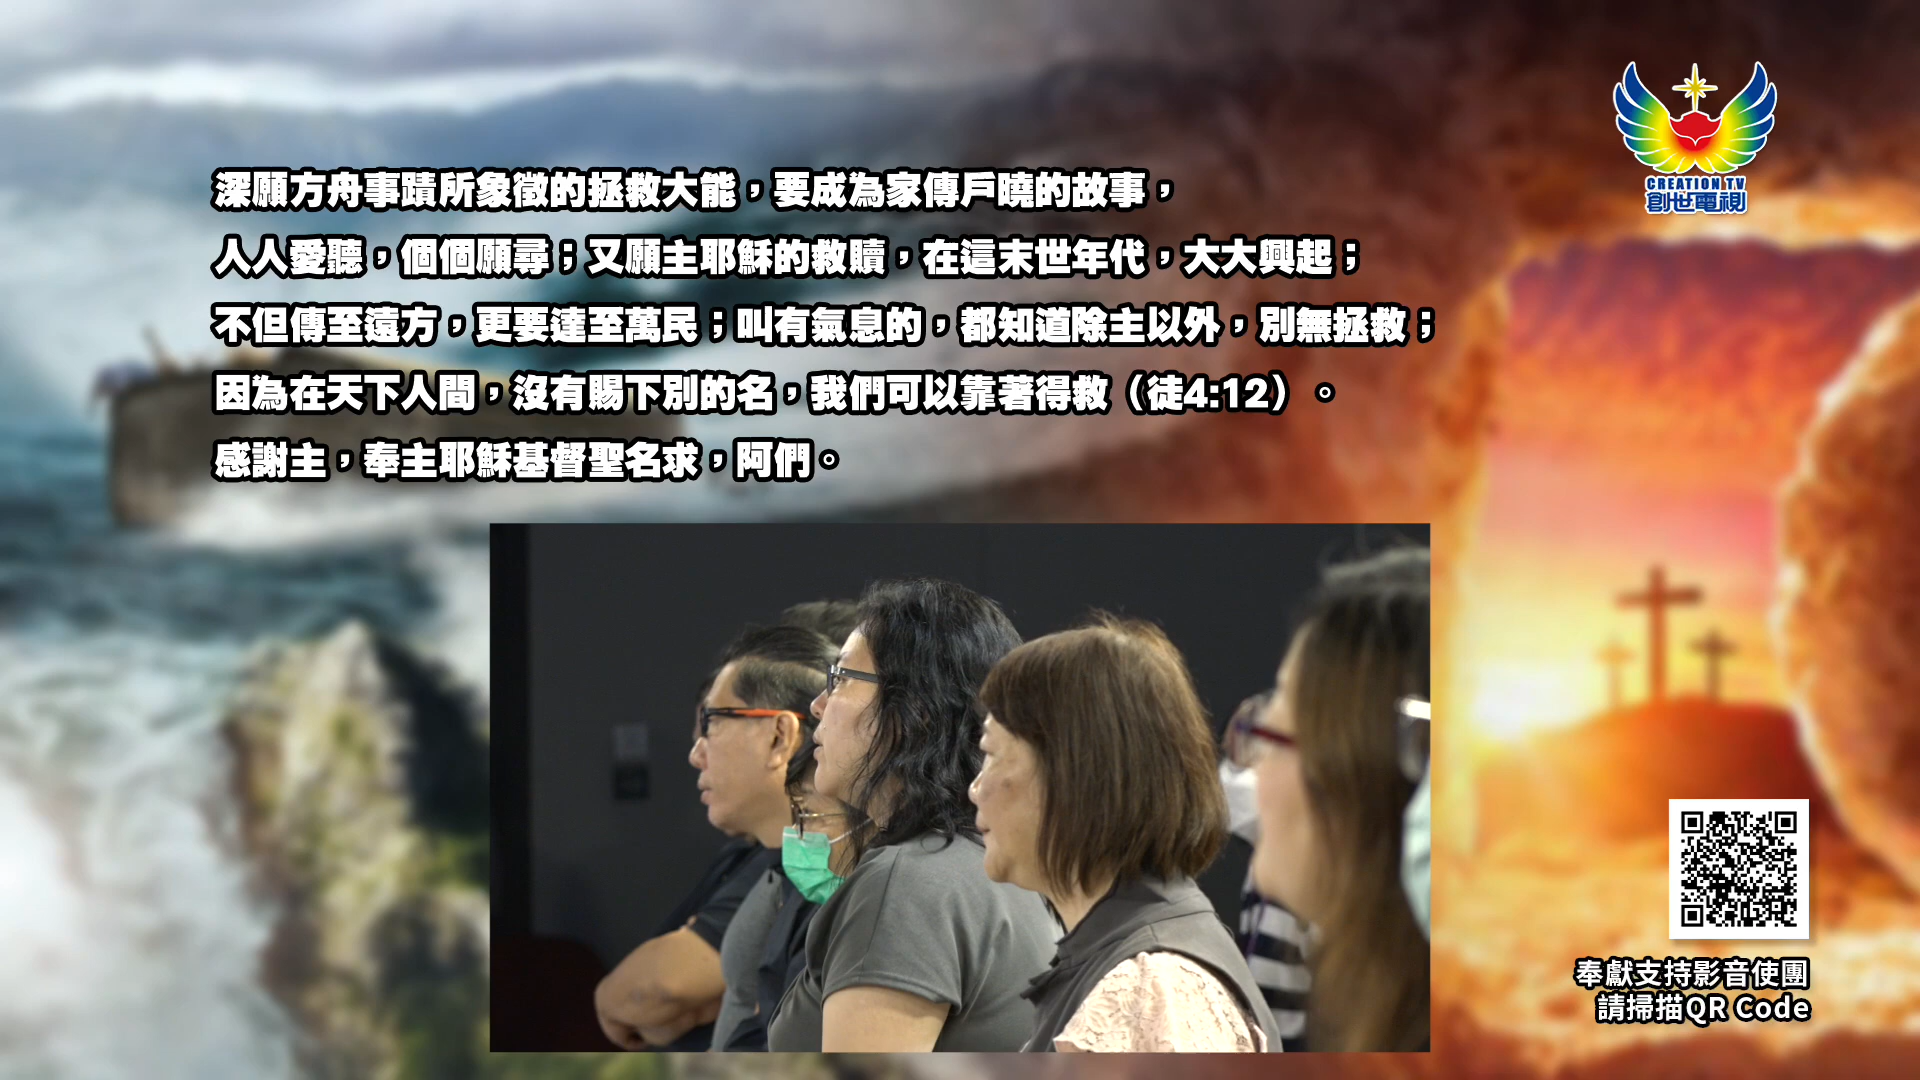 深願方舟事蹟所象徵的拯救大能，要成為家傳戶曉的故事，
人人愛聽，個個願尋；又願主耶穌的救贖，在這末世年代，大大興起；
不但傳至遠方，更要達至萬民；叫有氣息的，都知道除主以外，別無拯救；
因為在天下人間，沒有賜下別的名，我們可以靠著得救（徒4:12）。
感謝主，奉主耶穌基督聖名求，阿們。
CREATION TV
創世電視
奉獻支持影音使團
請掃描QR Code